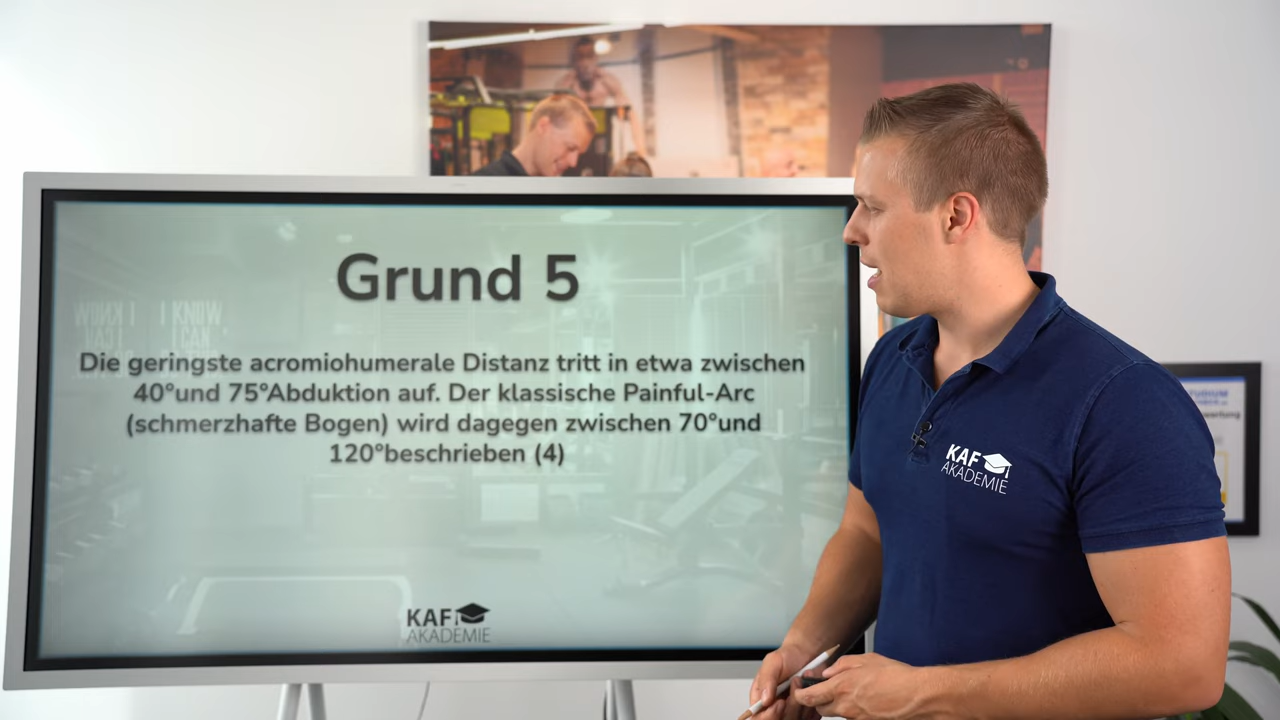 Grund 5
Die geringste acromiohumerale Distanz tritt in etwa zwischen
40°und 75°Abduktion auf. Der klassische Painful-Arc
(schmerzhafte Bogen) wird dagegen zwischen 70°und
120°beschrieben (4)
KAF
AKADEMIE
KAF
AKADEMIE